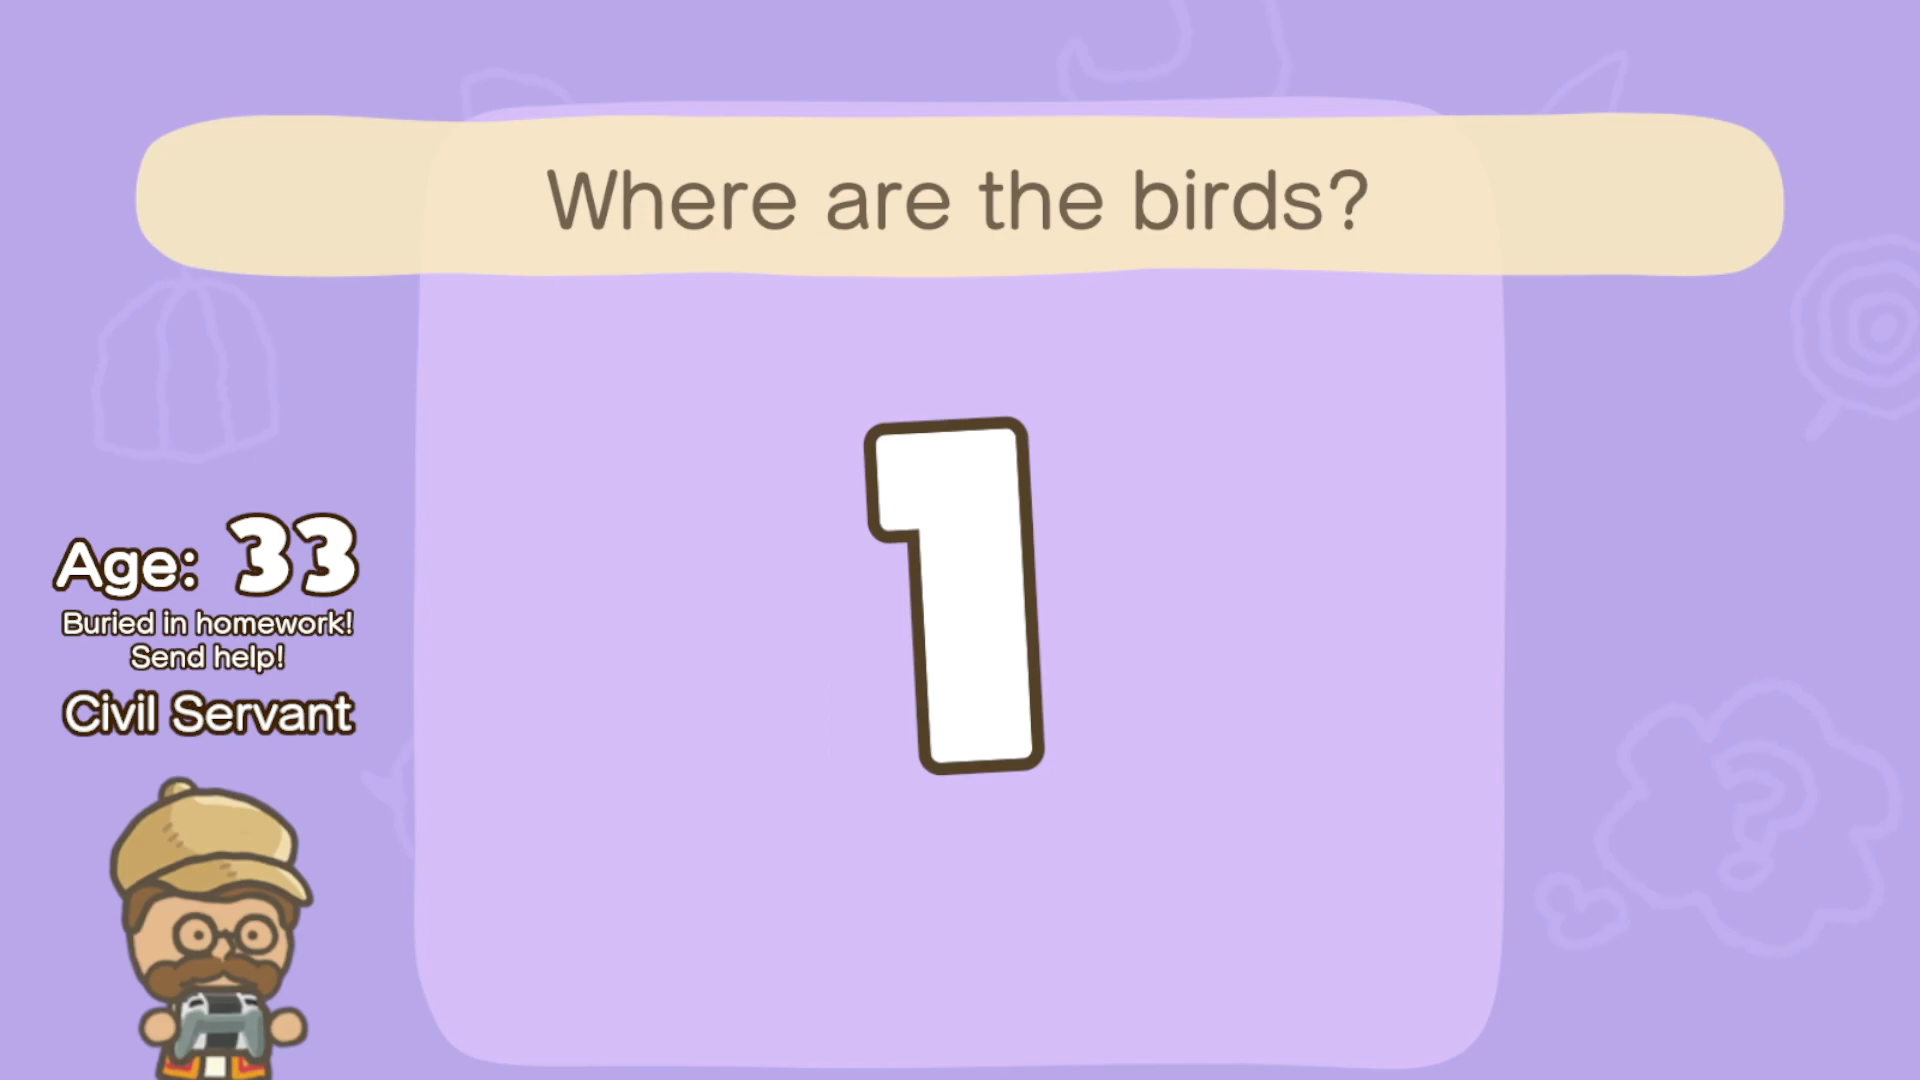 Where are the birds?
1
Age: 33
Buried in homework!
Send help!
Civil Servant
?